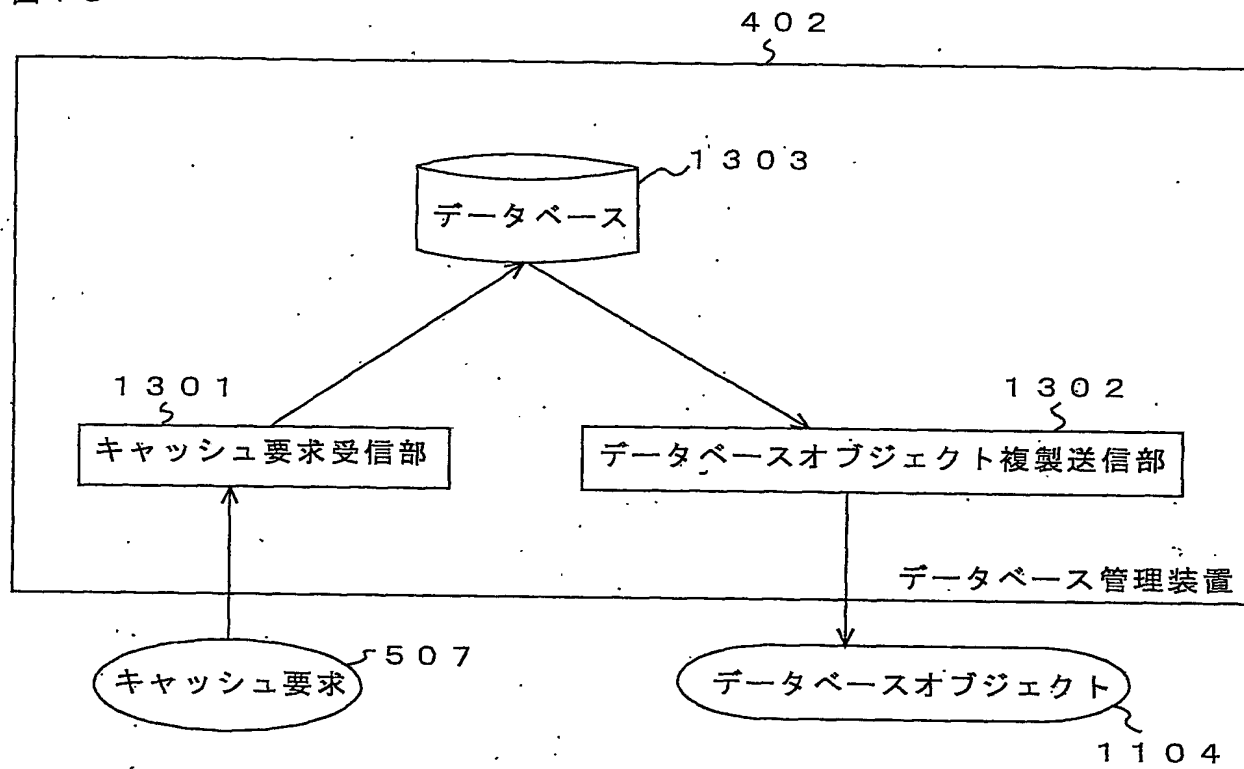 ４０２
１３０３
データベース
１３０１
１３０２
キャッシュ要求受信部
データベースオブジェクト複製送信部
データベース管理装置
５０７
キャッシュ要求
データベースオブジェクト
１１０４